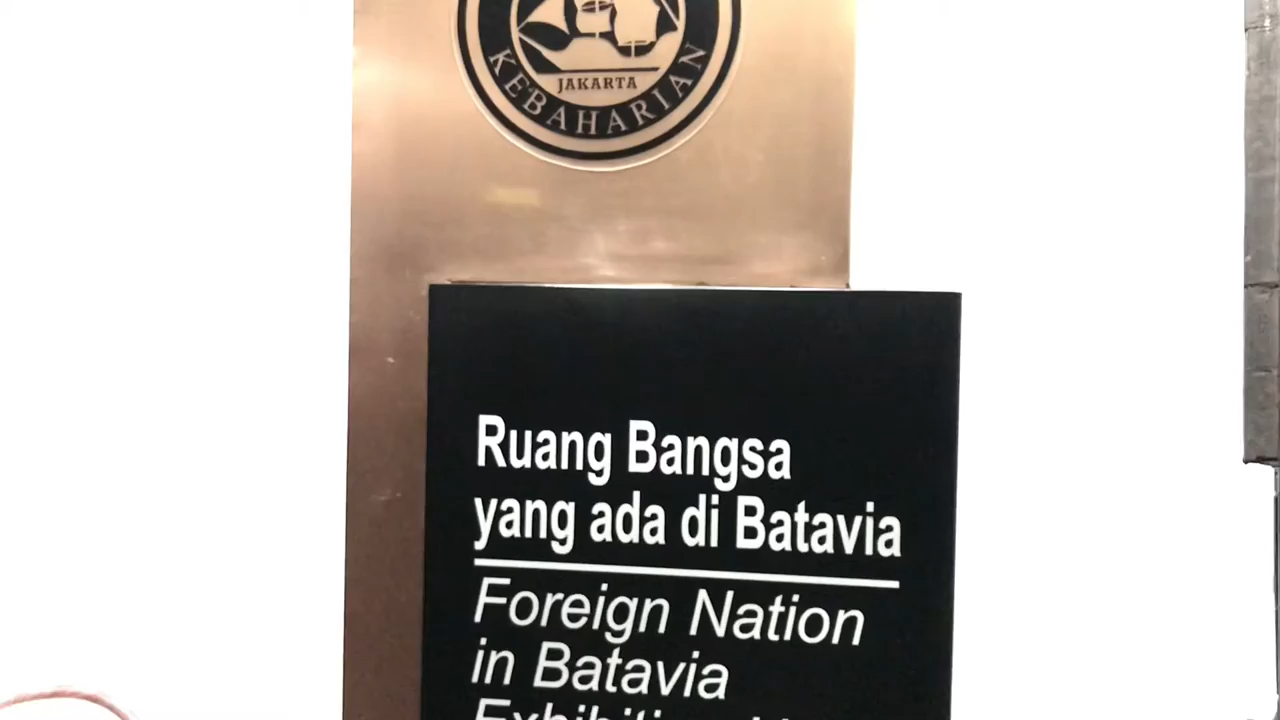 JAKARTA
KEBAHARIAN
Ruang Bangsa
yang ada di Batavia
Foreign Nation
in Batavia